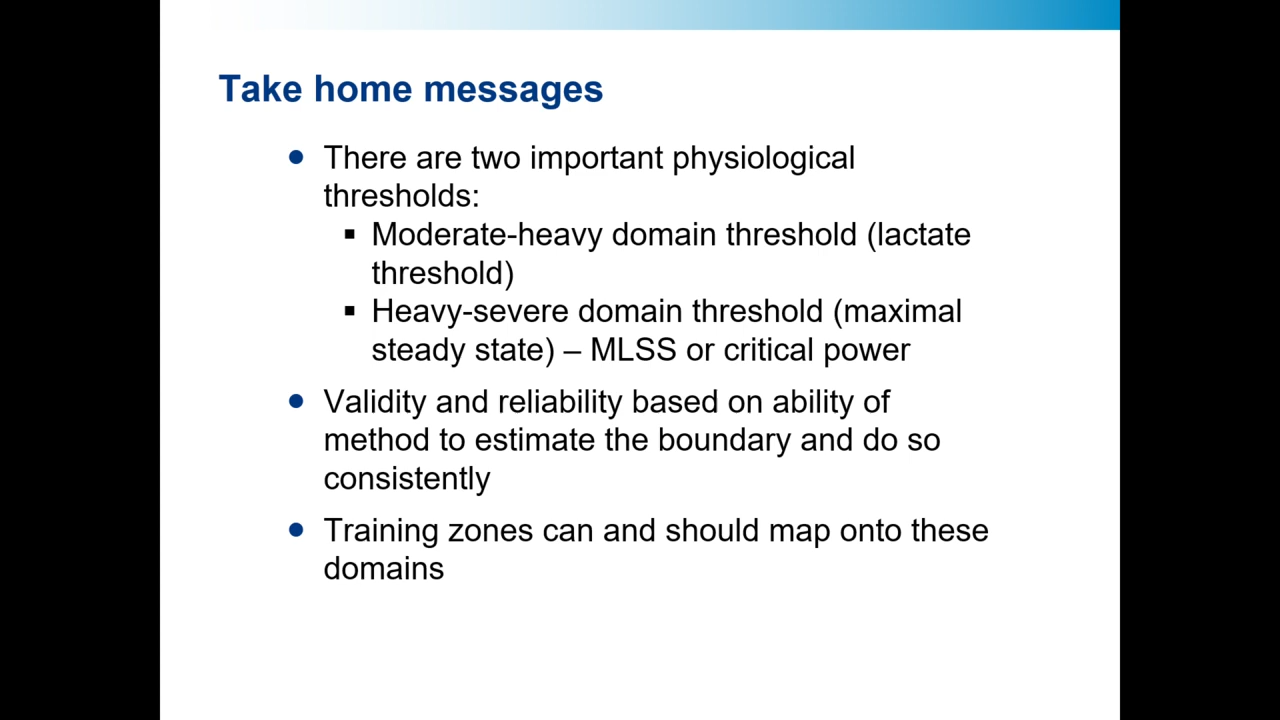 Take home messages
• There are two important physiological
thresholds:
▪ Moderate-heavy domain threshold (lactate
threshold)
▪ Heavy-severe domain threshold (maximal
steady state) – MLSS or critical power
• Validity and reliability based on ability of
method to estimate the boundary and do so
consistently
• Training zones can and should map onto these
domains